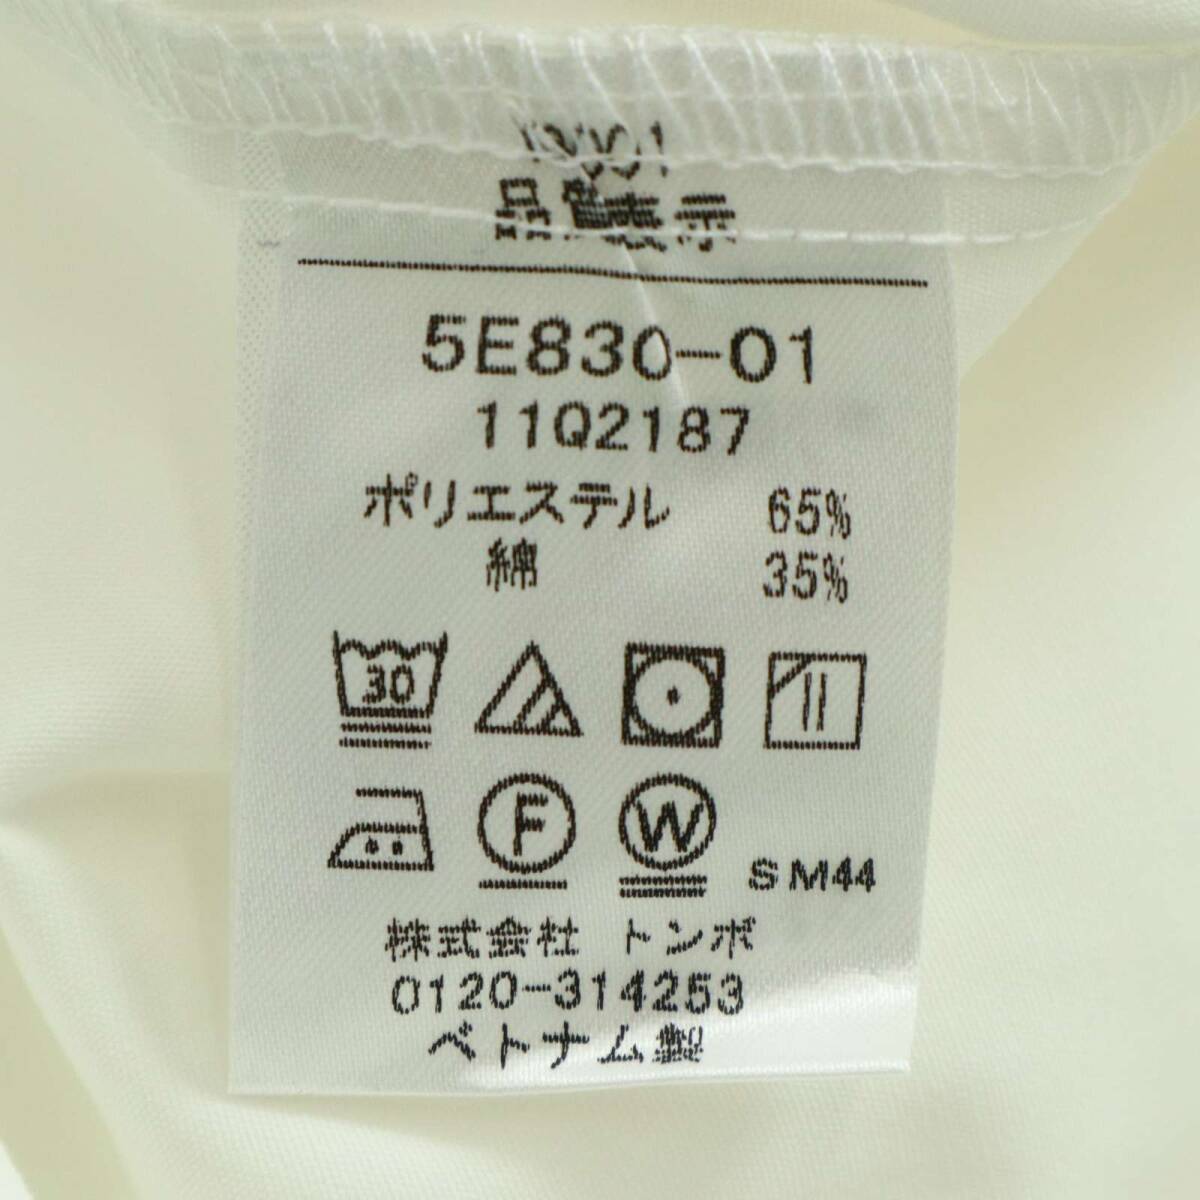 品質表示
5E830-01
11Q2187
ポリエステル 65%
綿 35%
30
F W SM44
株式会社 トンボ
0120-314253
ベトナム製